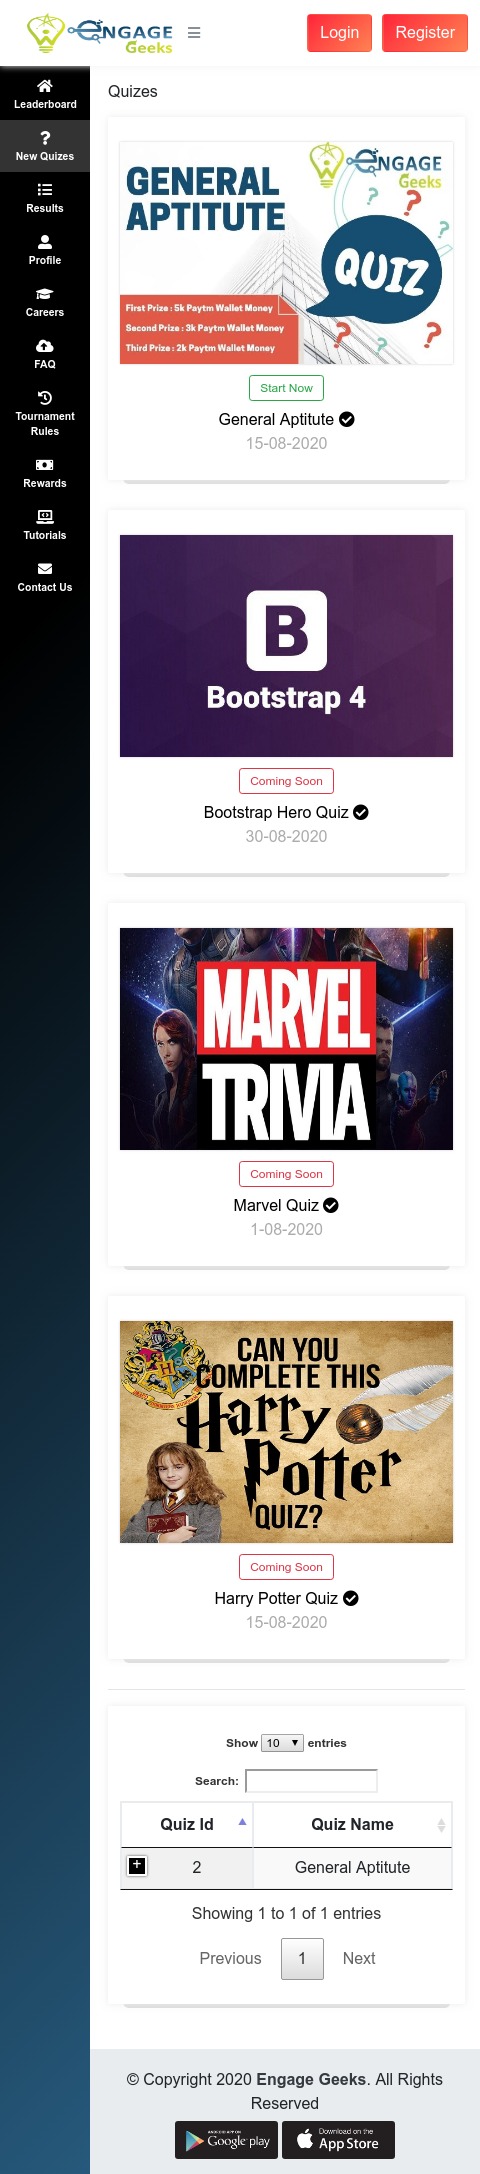 ENGAGE
Geeks
Login
Register
Leaderboard
New Quizes
Results
Profile
Careers
FAQ
Tournament
Rules
Rewards
Tutorials
Contact Us
Quizes
ENGAGE
Geeks
GENERAL
APTITUTE
QUIZ
First Prize : 5k Paytm Wallet Money
Second Prize : 3k Paytm Wallet Money
Third Prize : 2k Paytm Wallet Money
Start Now
General Aptitute
15-08-2020
B
Bootstrap 4
Coming Soon
Bootstrap Hero Quiz
30-08-2020
MARVEL
TRIVIA
Coming Soon
Marvel Quiz
1-08-2020
CAN YOU
COMPLETE THIS
Harry
Potter
QUIZ?
Coming Soon
Harry Potter Quiz
15-08-2020
Show 10 entries
Search:
Quiz Id Quiz Name
2 General Aptitute
Showing 1 to 1 of 1 entries
Previous 1 Next
© Copyright 2020 Engage Geeks. All Rights
Reserved
Google play
Download on the
App Store